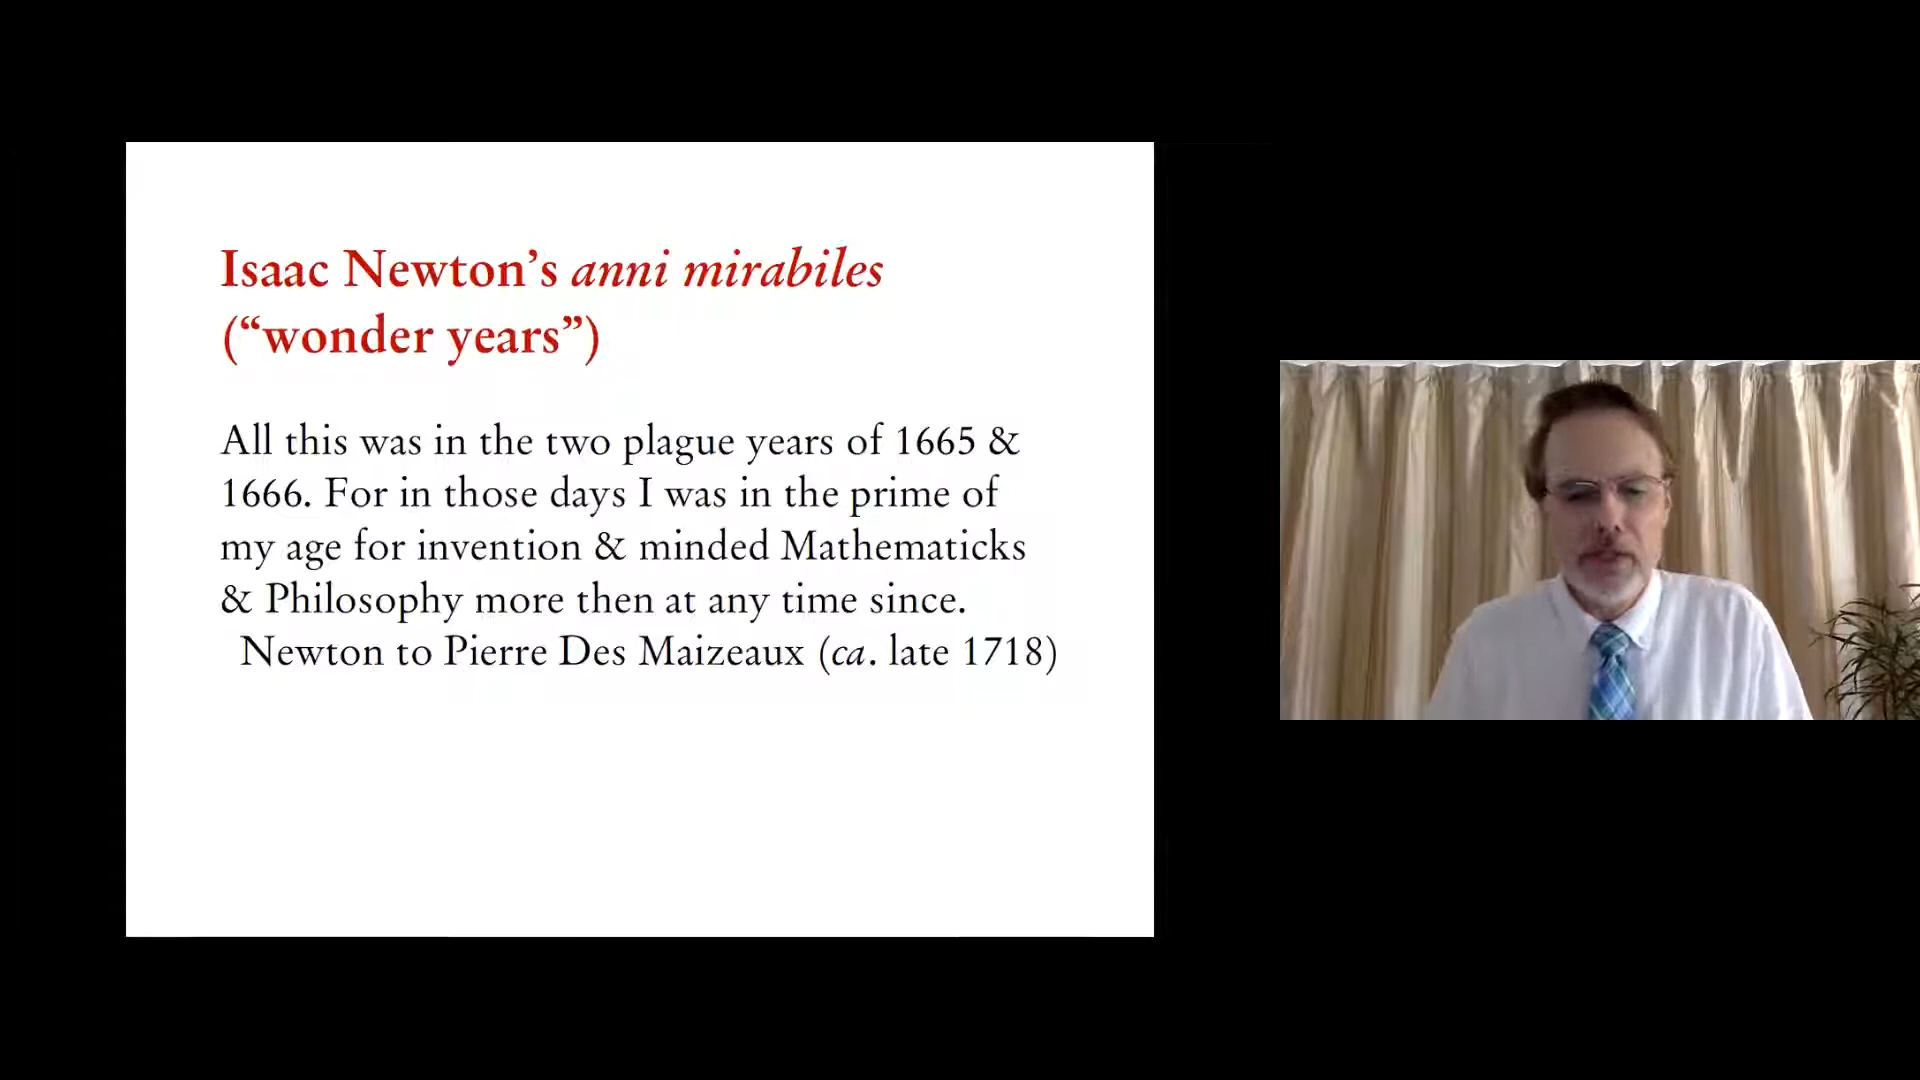 Isaac Newton’s anni mirabiles
(“wonder years”)
All this was in the two plague years of 1665 &
1666. For in those days I was in the prime of
my age for invention & minded Mathematicks
& Philosophy more then at any time since.
Newton to Pierre Des Maizeaux (ca. late 1718)